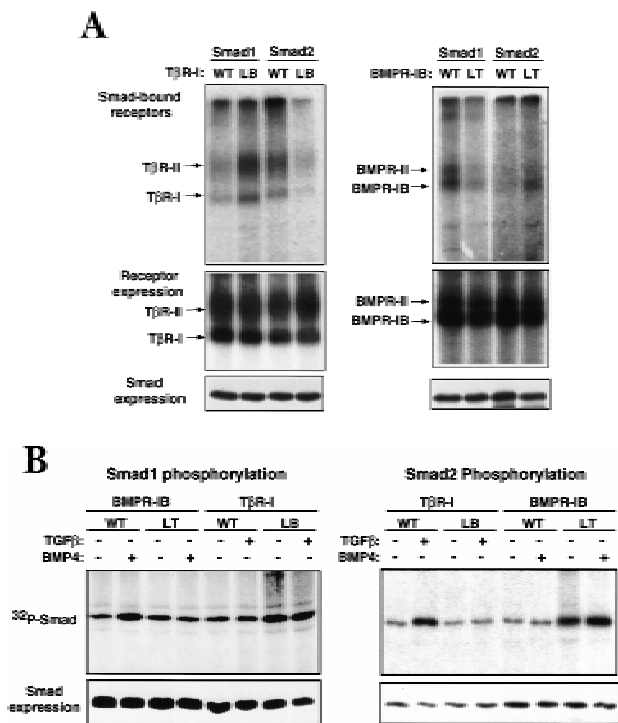 A
Smad1 Smad2
TβR-I: WT LB WT LB
Smad-bound
receptors
TβR-II
TβR-I
Receptor
expression
TβR-II
TβR-I
Smad
expression
Smad1 Smad2
BMPR-IB: WT LT WT LT
BMPR-II
BMPR-IB
BMPR-II
BMPR-IB
B
Smad1 phosphorylation
BMPR-IB TβR-I
WT LT WT LB
TGFβ: - - - - - + - +
BMP4: - + - + - - - -
32P-Smad
Smad
expression
Smad2 Phosphorylation
TβR-I BMPR-IB
WT LB WT LT
TGFβ: - + - + - - - -
BMP4: - - - - - + - +